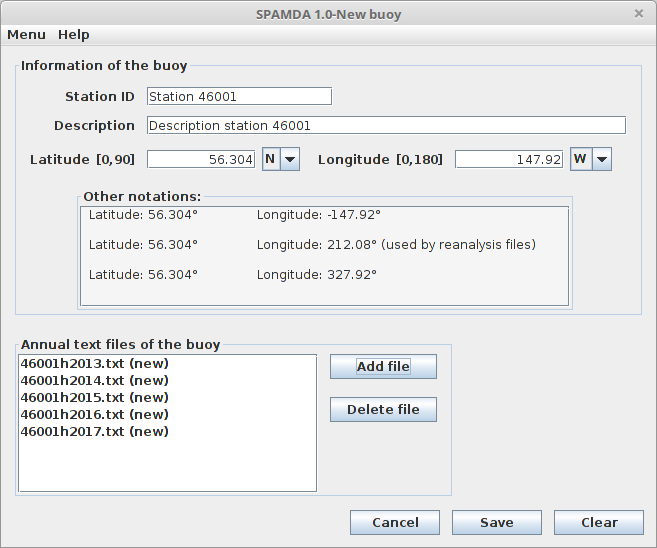 SPAMDA 1.0-New buoy
Menu Help
Information of the buoy
Station ID Station 46001
Description Description station 46001
Latitude [0,90] 56.304 N Longitude [0,180] 147.92 W
Other notations:
Latitude: 56.304° Longitude: -147.92°
Latitude: 56.304° Longitude: 212.08° (used by reanalysis files)
Latitude: 56.304° Longitude: 327.92°
Annual text files of the buoy
46001h2013.txt (new)
46001h2014.txt (new)
46001h2015.txt (new)
46001h2016.txt (new)
46001h2017.txt (new)
Add file
Delete file
Cancel Save Clear